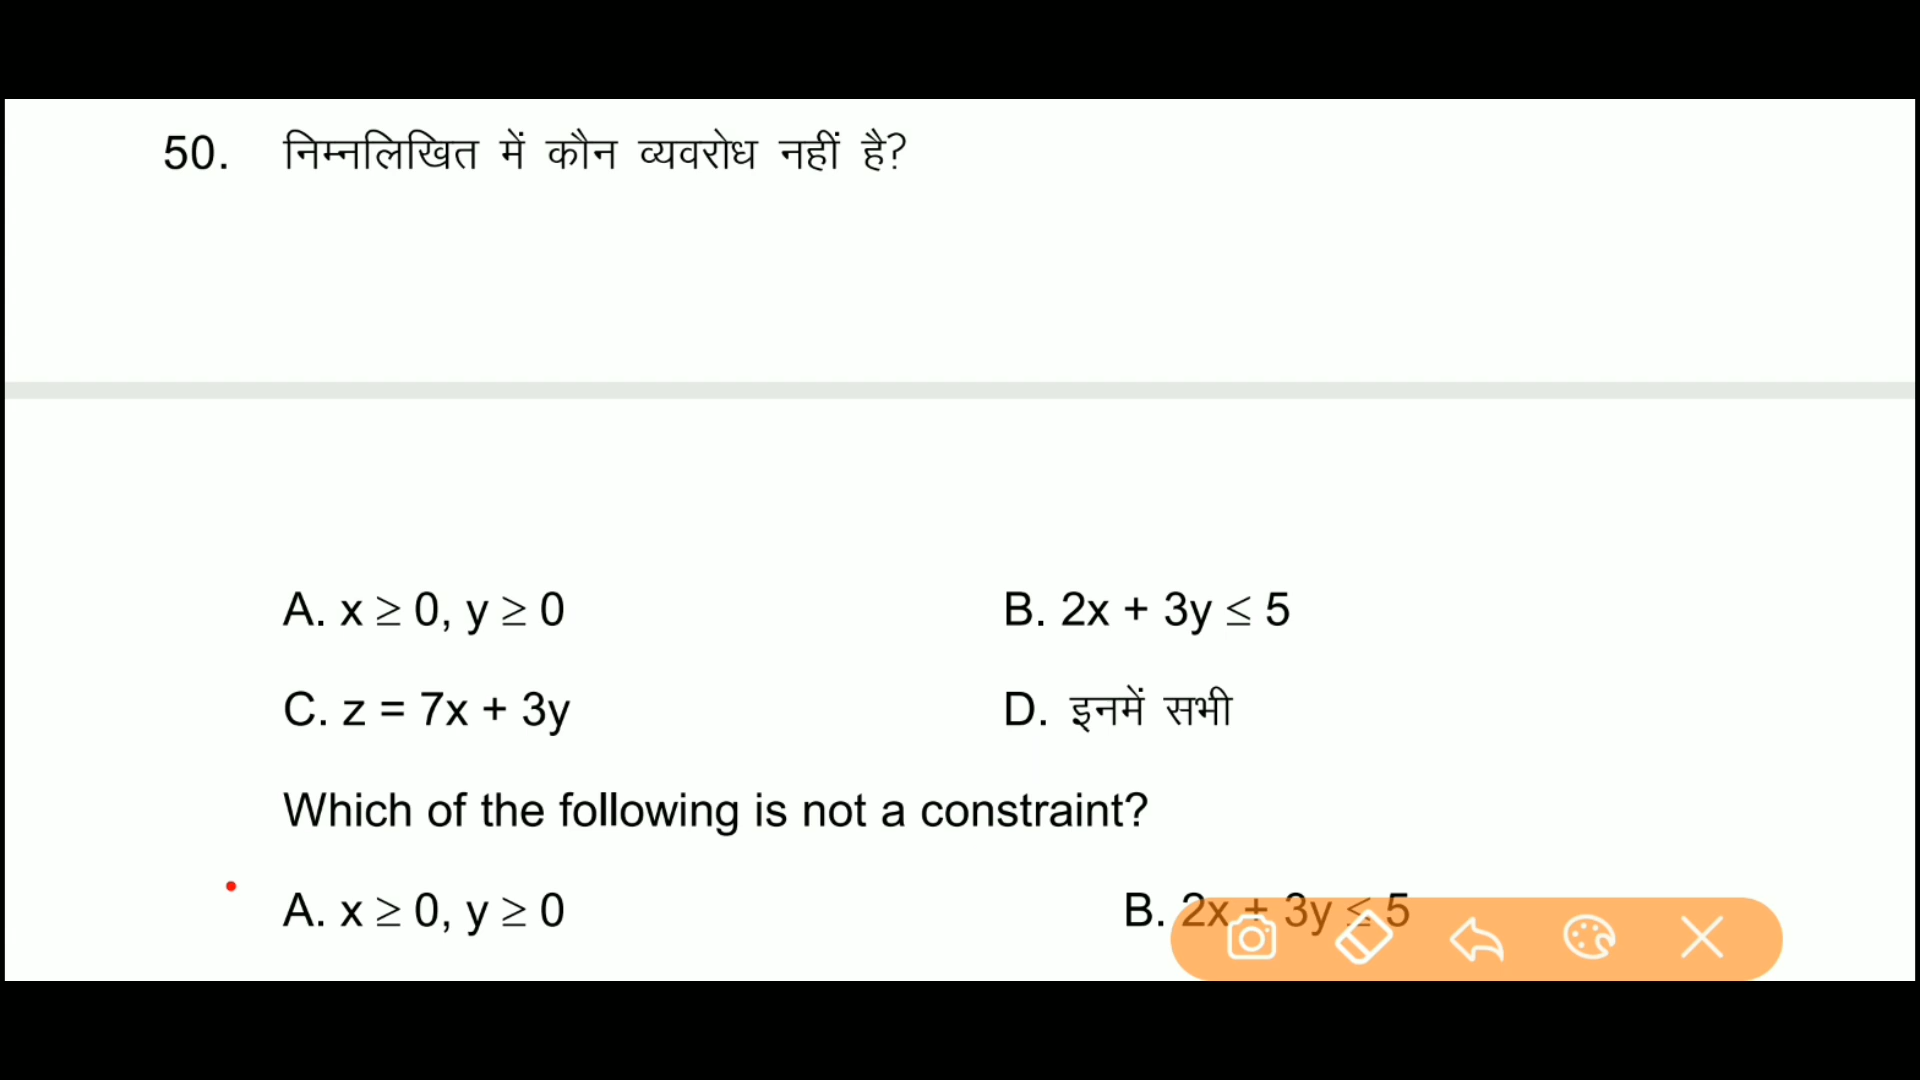 50. निम्नलिखित में कौन व्यवरोध नहीं है?
A. x ≥ 0, y ≥ 0 B. 2x + 3y ≤ 5
C. z = 7x + 3y D. इनमें सभी
Which of the following is not a constraint?
A. x ≥ 0, y ≥ 0 B. 2x + 3y ≤ 5